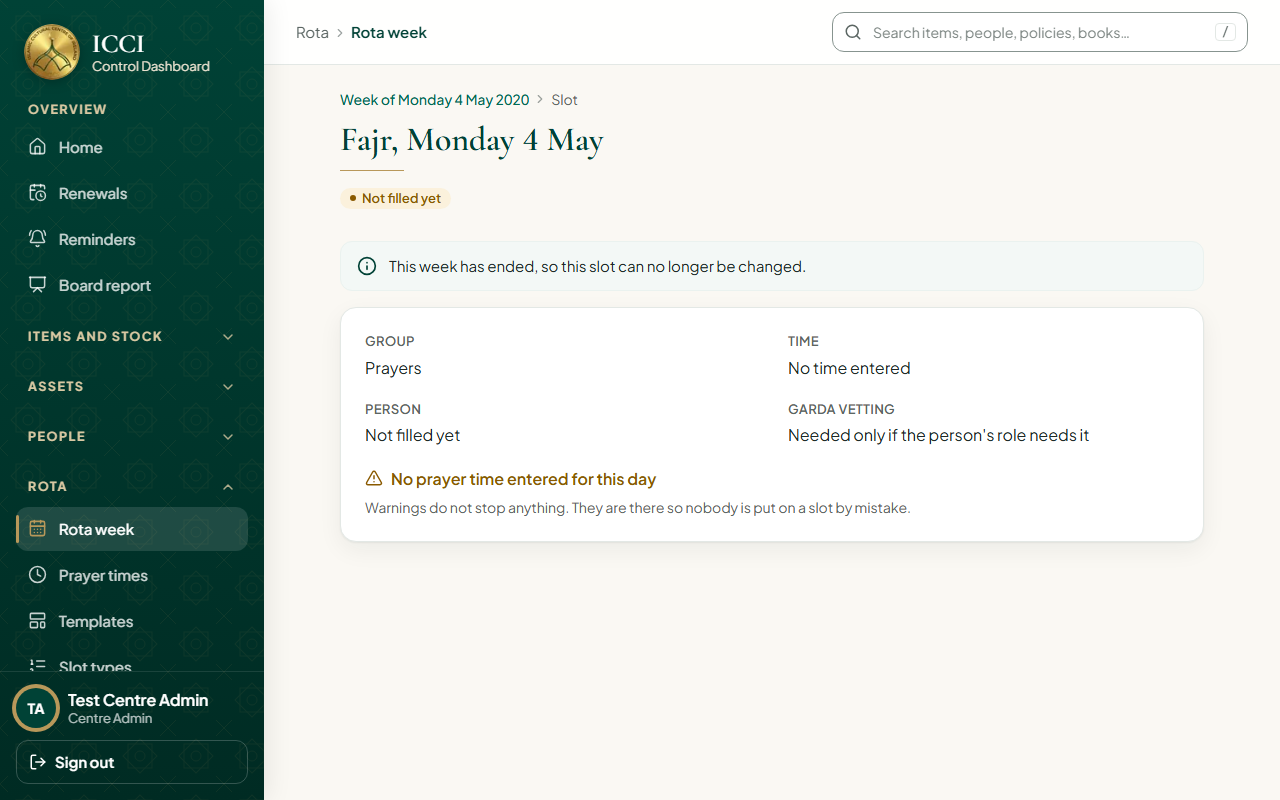 ICCI
Control Dashboard
OVERVIEW
Home
Renewals
Reminders
Board report
ITEMS AND STOCK
ASSETS
PEOPLE
ROTA
Rota week
Prayer times
Templates
Slot types
TA
Test Centre Admin
Centre Admin
Sign out
Rota
Rota week
Search items, people, policies, books...
/
Week of Monday 4 May 2020
Slot
Fajr, Monday 4 May
Not filled yet
This week has ended, so this slot can no longer be changed.
GROUP
Prayers
TIME
No time entered
PERSON
Not filled yet
GARDA VETTING
Needed only if the person's role needs it
No prayer time entered for this day
Warnings do not stop anything. They are there so nobody is put on a slot by mistake.